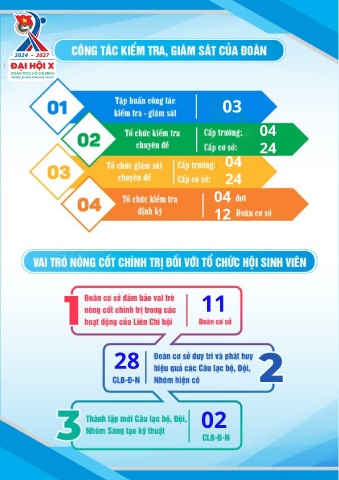 2024 - 2027
ĐẠI HỘI X
ĐOÀN TNCS HỒ CHÍ MINH
CÔNG TÁC KIỂM TRA, GIÁM SÁT CỦA ĐOÀN
01
Tập huấn công tác
kiểm tra - giám sát
03
02
Tổ chức kiểm tra
chuyên đề
Cấp trường: 04
Cấp cơ sở: 24
03
Tổ chức giám sát
chuyên đề
Cấp trường: 04
Cấp cơ sở: 24
04
Tổ chức kiểm tra
định kỳ
04 đợt
12 Đoàn cơ sở
VAI TRÒ NÒNG CỐT CHÍNH TRỊ ĐỐI VỚI TỔ CHỨC HỘI SINH VIÊN
1
Đoàn cơ sở đảm bảo vai trò
nòng cốt chính trị trong các
hoạt động của Liên Chi hội
11
Đoàn cơ sở
28
CLB-Đ-N
Đoàn cơ sở duy trì và phát huy
hiệu quả các Câu lạc bộ, Đội,
Nhóm hiện có
2
3
Thành lập mới Câu lạc bộ, Đội,
Nhóm Sáng tạo kỹ thuật
02
CLB-Đ-N